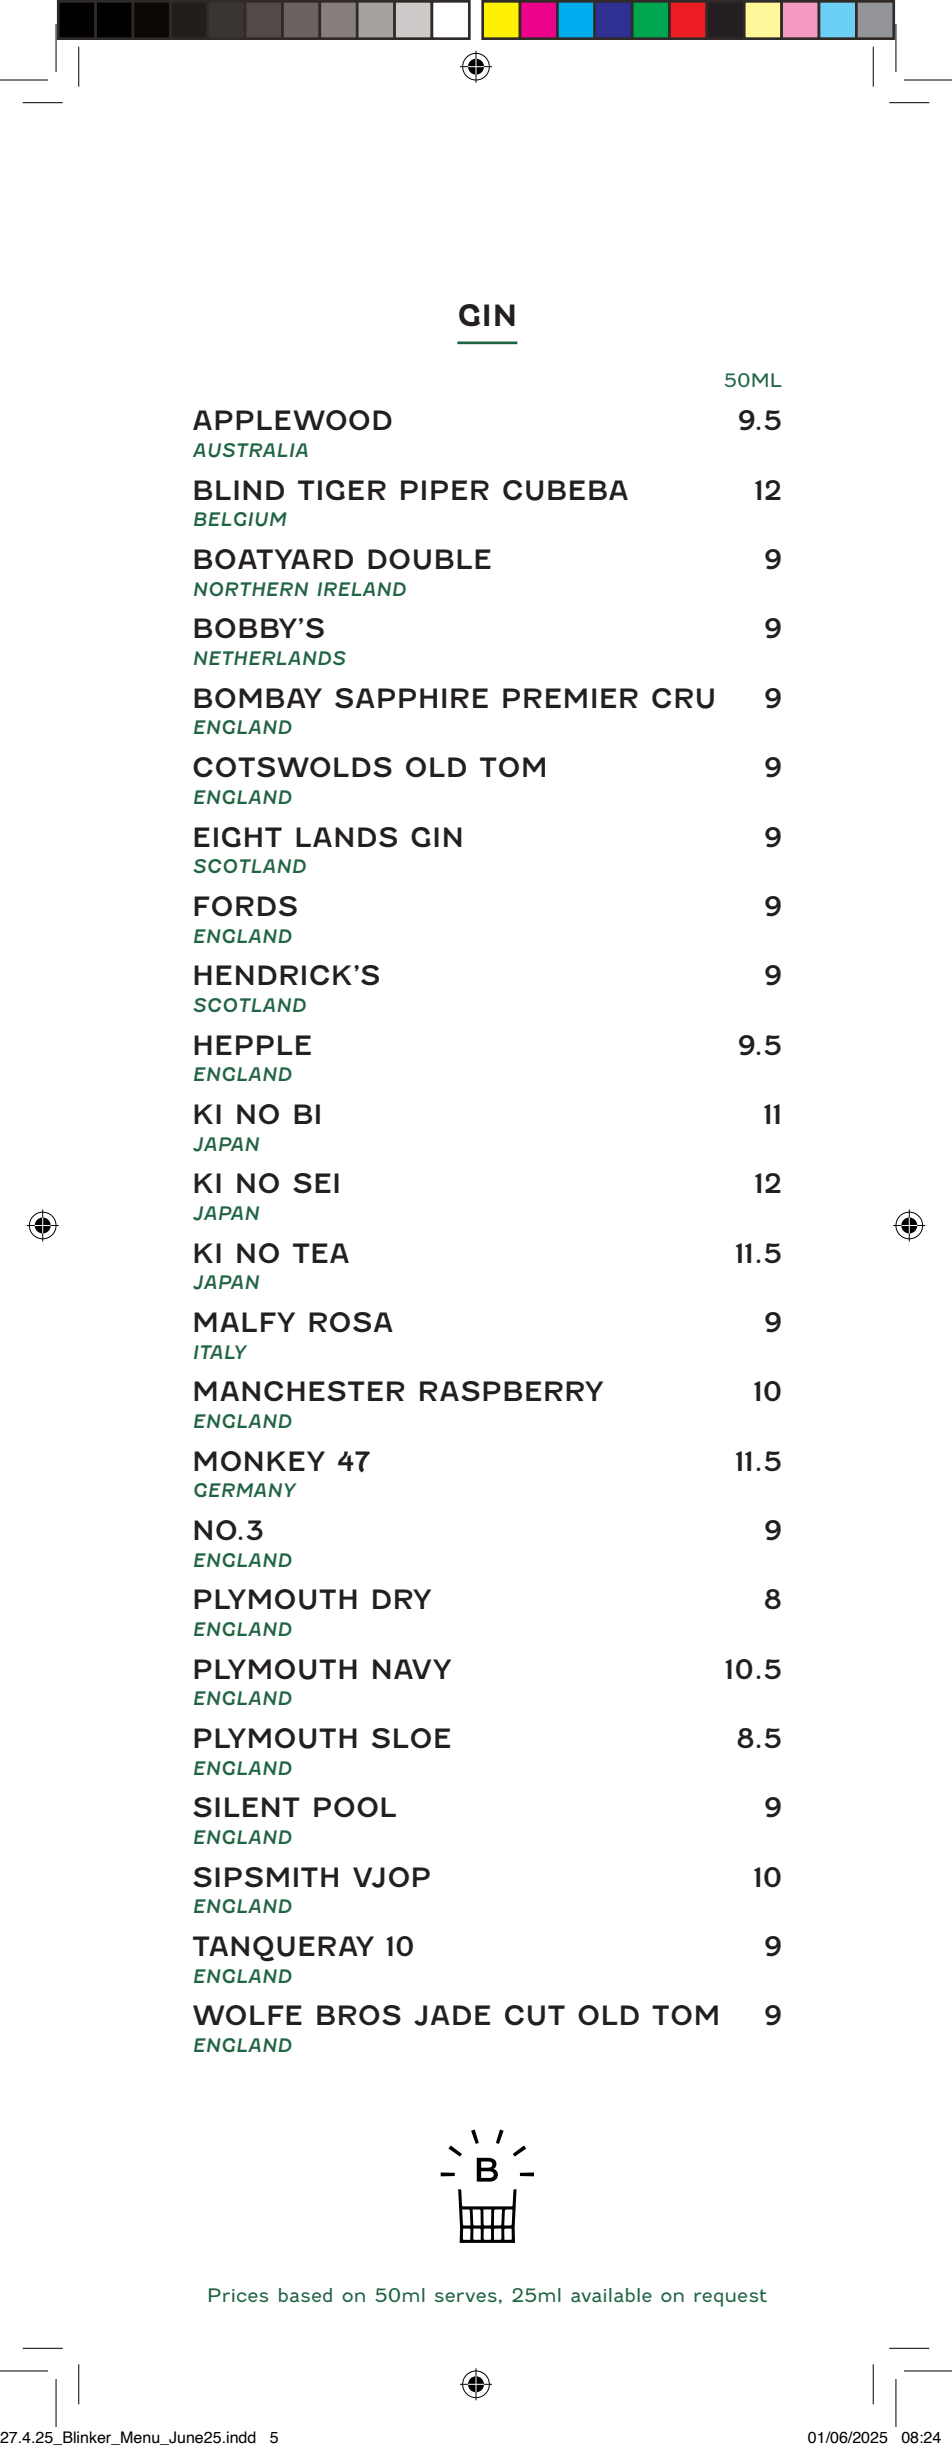 GIN
50ML
APPLEWOOD 9.5
AUSTRALIA
BLIND TIGER PIPER CUBEBA 12
BELGIUM
BOATYARD DOUBLE 9
NORTHERN IRELAND
BOBBY’S 9
NETHERLANDS
BOMBAY SAPPHIRE PREMIER CRU 9
ENGLAND
COTSWOLDS OLD TOM 9
ENGLAND
EIGHT LANDS GIN 9
SCOTLAND
FORDS 9
ENGLAND
HENDRICK’S 9
SCOTLAND
HEPPLE 9.5
ENGLAND
KI NO BI 11
JAPAN
KI NO SEI 12
JAPAN
KI NO TEA 11.5
JAPAN
MALFY ROSA 9
ITALY
MANCHESTER RASPBERRY 10
ENGLAND
MONKEY 47 11.5
GERMANY
NO.3 9
ENGLAND
PLYMOUTH DRY 8
ENGLAND
PLYMOUTH NAVY 10.5
ENGLAND
PLYMOUTH SLOE 8.5
ENGLAND
SILENT POOL 9
ENGLAND
SIPSMITH VJOP 10
ENGLAND
TANQUERAY 10 9
ENGLAND
WOLFE BROS JADE CUT OLD TOM 9
ENGLAND
B
Prices based on 50ml serves, 25ml available on request
27.4.25_Blinker_Menu_June25.indd 5 01/06/2025 08:24